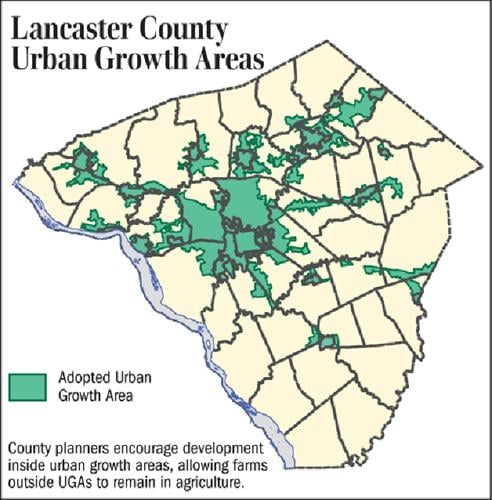 Lancaster County
Urban Growth Areas
Adopted Urban
Growth Area
County planners encourage development
inside urban growth areas, allowing farms
outside UGAs to remain in agriculture.